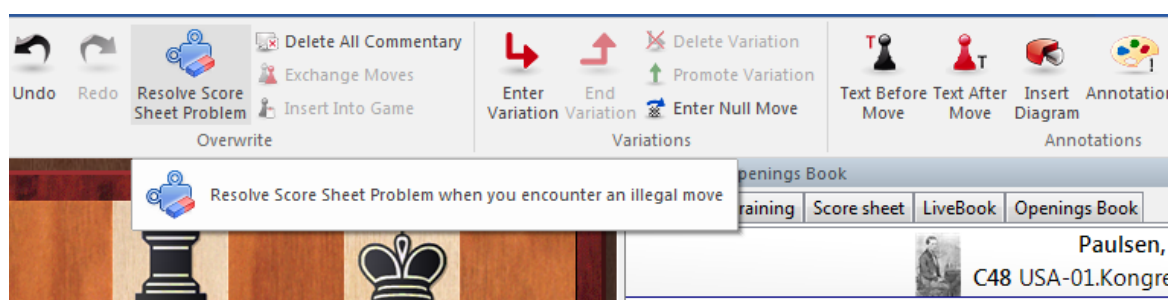 Undo
Redo
Resolve Score
Sheet Problem
Delete All Commentary
Exchange Moves
Insert Into Game
Overwrite
Enter
Variation
End
Variation
Delete Variation
Promote Variation
Enter Null Move
Variations
Text Before
Move
Text After
Move
Insert
Diagram
Annotations
Resolve Score Sheet Problem when you encounter an illegal move
Book
Score sheet
LiveBook
Openings Book
Paulsen,
C48 USA-01.Kongre